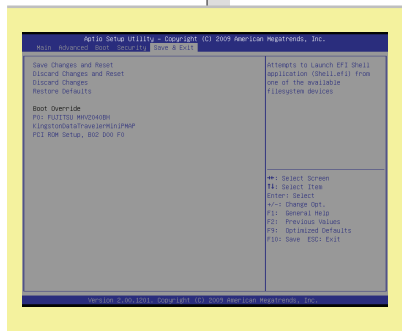 Aptio Setup Utility - Copyright (C) 2009 American Megatrends, Inc.
Main Advanced Boot Security Save & Exit
Save Changes and Reset
Discard Changes and Reset
Discard Changes
Restore Defaults
Boot Override
P0: FUJITSU MHV2040BH
KingstonDataTravelerMiniPMAP
PCI ROM Setup, B02 D00 F0
Attempts to Launch EFI Shell
application (Shell.efi) from
one of the available
filesystem devices
→←: Select Screen
↑↓: Select Item
Enter: Select
+/-: Change Opt.
F1: General Help
F2: Previous Values
F9: Optimized Defaults
F10: Save ESC: Exit
Version 2.00.1201. Copyright (C) 2009 American Megatrends, Inc.